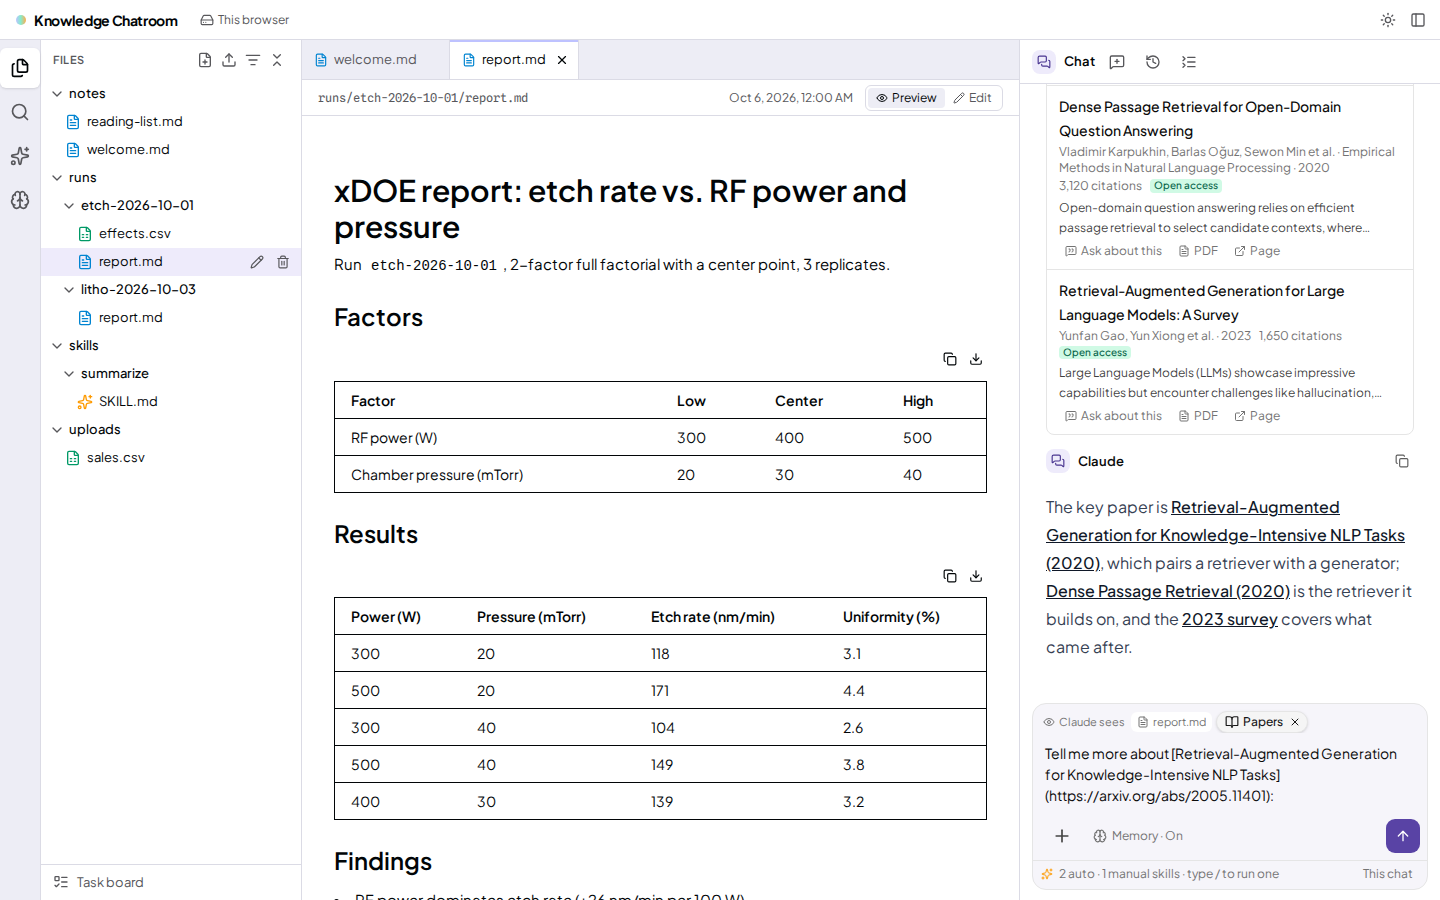 Knowledge Chatroom
This browser
FILES
notes
reading-list.md
welcome.md
runs
etch-2026-10-01
effects.csv
report.md
litho-2026-10-03
report.md
skills
summarize
SKILL.md
uploads
sales.csv
Task board
welcome.md
report.md
runs/etch-2026-10-01/report.md
Oct 6, 2026, 12:00 AM
Preview
Edit
xDOE report: etch rate vs. RF power and
pressure
Run etch-2026-10-01 , 2-factor full factorial with a center point, 3 replicates.
Factors
Factor Low Center High
RF power (W) 300 400 500
Chamber pressure (mTorr) 20 30 40
Results
Power (W) Pressure (mTorr) Etch rate (nm/min) Uniformity (%)
300 20 118 3.1
500 20 171 4.4
300 40 104 2.6
500 40 149 3.8
400 30 139 3.2
Findings
RF power dominates etch rate (+26 nm/min per 100 W)
Chat
Dense Passage Retrieval for Open-Domain
Question Answering
Vladimir Karpukhin, Barlas Oğuz, Sewon Min et al. · Empirical
Methods in Natural Language Processing · 2020
3,120 citations Open access
Open-domain question answering relies on efficient
passage retrieval to select candidate contexts, where…
Ask about this PDF Page
Retrieval-Augmented Generation for Large
Language Models: A Survey
Yunfan Gao, Yun Xiong et al. · 2023 1,650 citations
Open access
Large Language Models (LLMs) showcase impressive
capabilities but encounter challenges like hallucination,…
Ask about this PDF Page
Claude
The key paper is Retrieval-Augmented
Generation for Knowledge-Intensive NLP Tasks
(2020), which pairs a retriever with a generator;
Dense Passage Retrieval (2020) is the retriever it
builds on, and the 2023 survey covers what
came after.
Claude sees report.md Papers
Tell me more about [Retrieval-Augmented Generation
for Knowledge-Intensive NLP Tasks]
(https://arxiv.org/abs/2005.11401):
Memory · On
2 auto · 1 manual skills · type / to run one
This chat